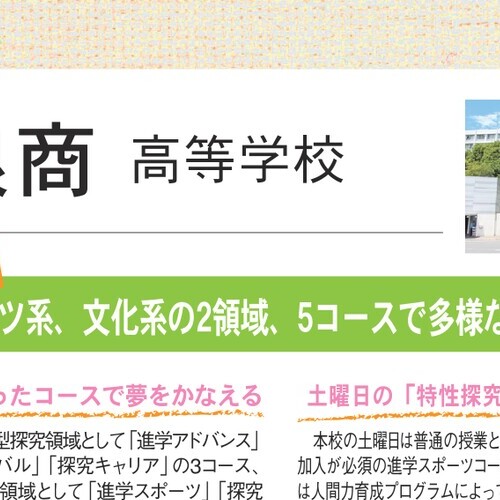 商 高等学校
ツ系、文化系の2領域、5コースで多様な
ったコースで夢をかなえる
型探究領域として「進学アドバンス」
バル」「探究キャリア」の3コース、
領域として「進学スポーツ」「探究
土曜日の「特性探究
本校の土曜日は普通の授業と
加入が必須の進学スポーツコー
は人間力育成プログラムによっ